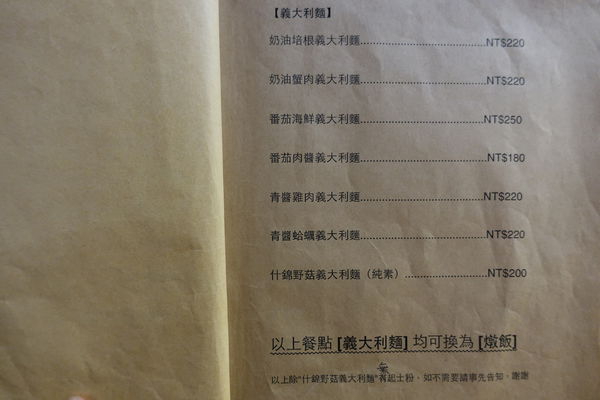 【義大利麵】
奶油培根義大利麵..............................NT$220
奶油蟹肉義大利麵..............................NT$220
番茄海鮮義大利麵..............................NT$250
番茄肉醬義大利麵..............................NT$180
青醬雞肉義大利麵..............................NT$220
青醬蛤蠣義大利麵..............................NT$220
什錦野菇義大利麵（純素）....................NT$200
以上餐點 [義大利麵] 均可換為 [燉飯]
以上除"什錦野菇義大利麵"有起士粉，如不需要請事先告知，謝謝